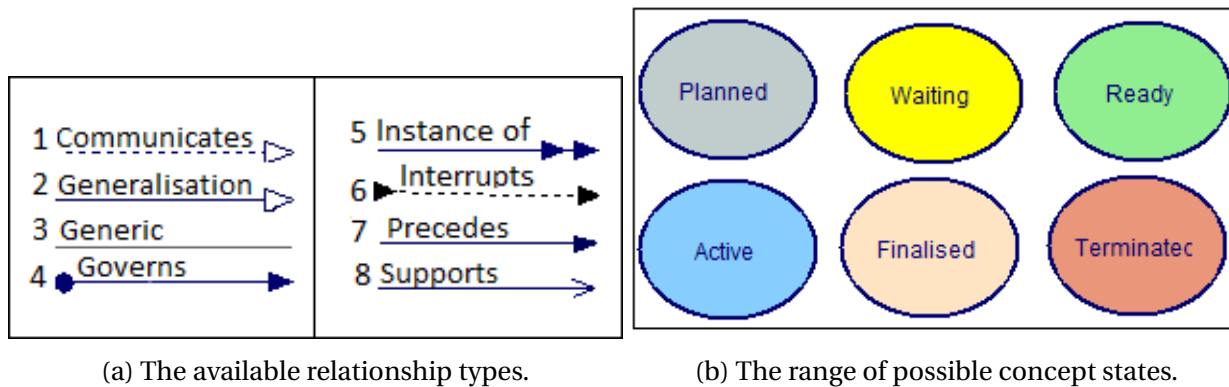 1 Communicates
2 Generalisation
3 Generic
4 Governs
5 Instance of
6 Interrupts
7 Precedes
8 Supports
Planned
Waiting
Ready
Active
Finalised
Terminatec
(a) The available relationship types.
(b) The range of possible concept states.